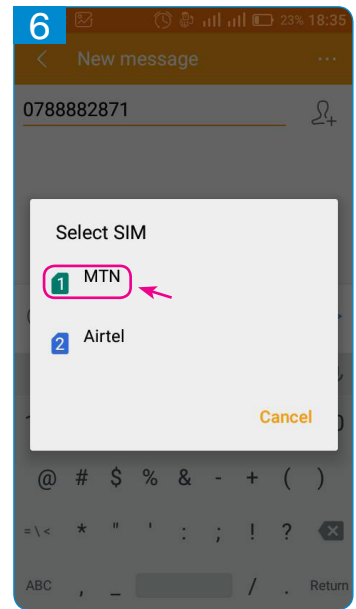 6
23% 18:35
< New message ...
0788882871
Select SIM
1 MTN
2 Airtel
Cancel
@ # $ % & - + ( )
= \ < * " ' : ; ! ?
ABC , _ / . Return